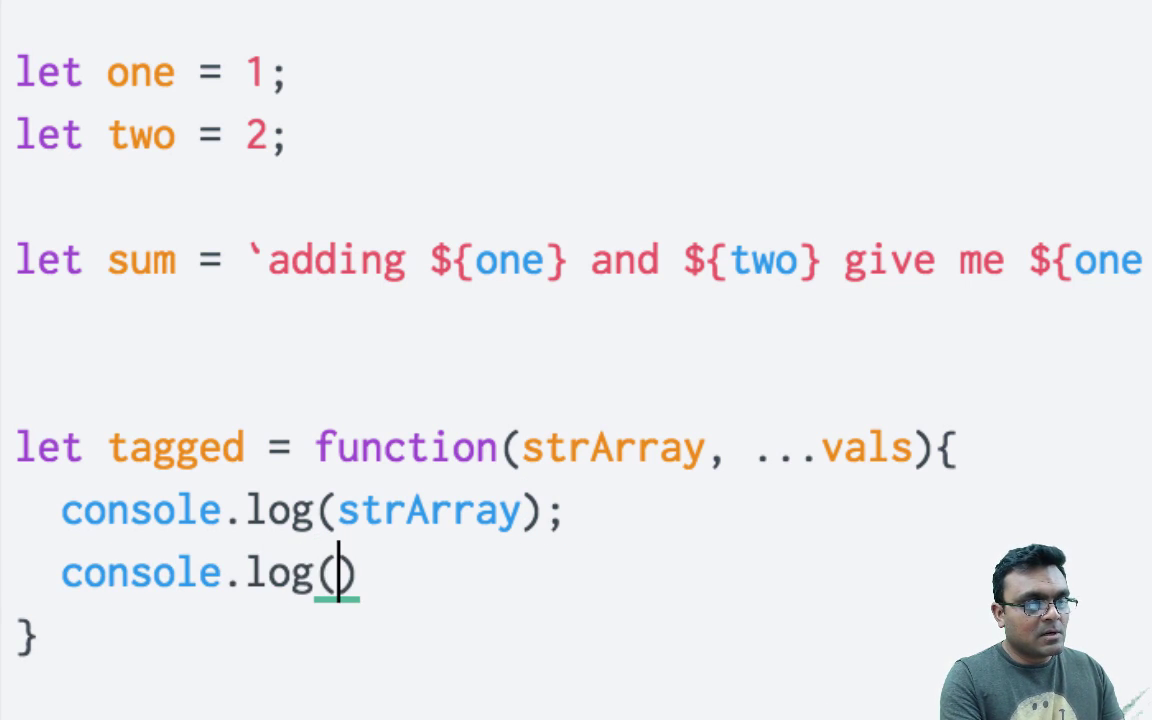 let one = 1;
let two = 2;
let sum = `adding ${one} and ${two} give me ${one
let tagged = function(strArray, ...vals){
console.log(strArray);
console.log()
}